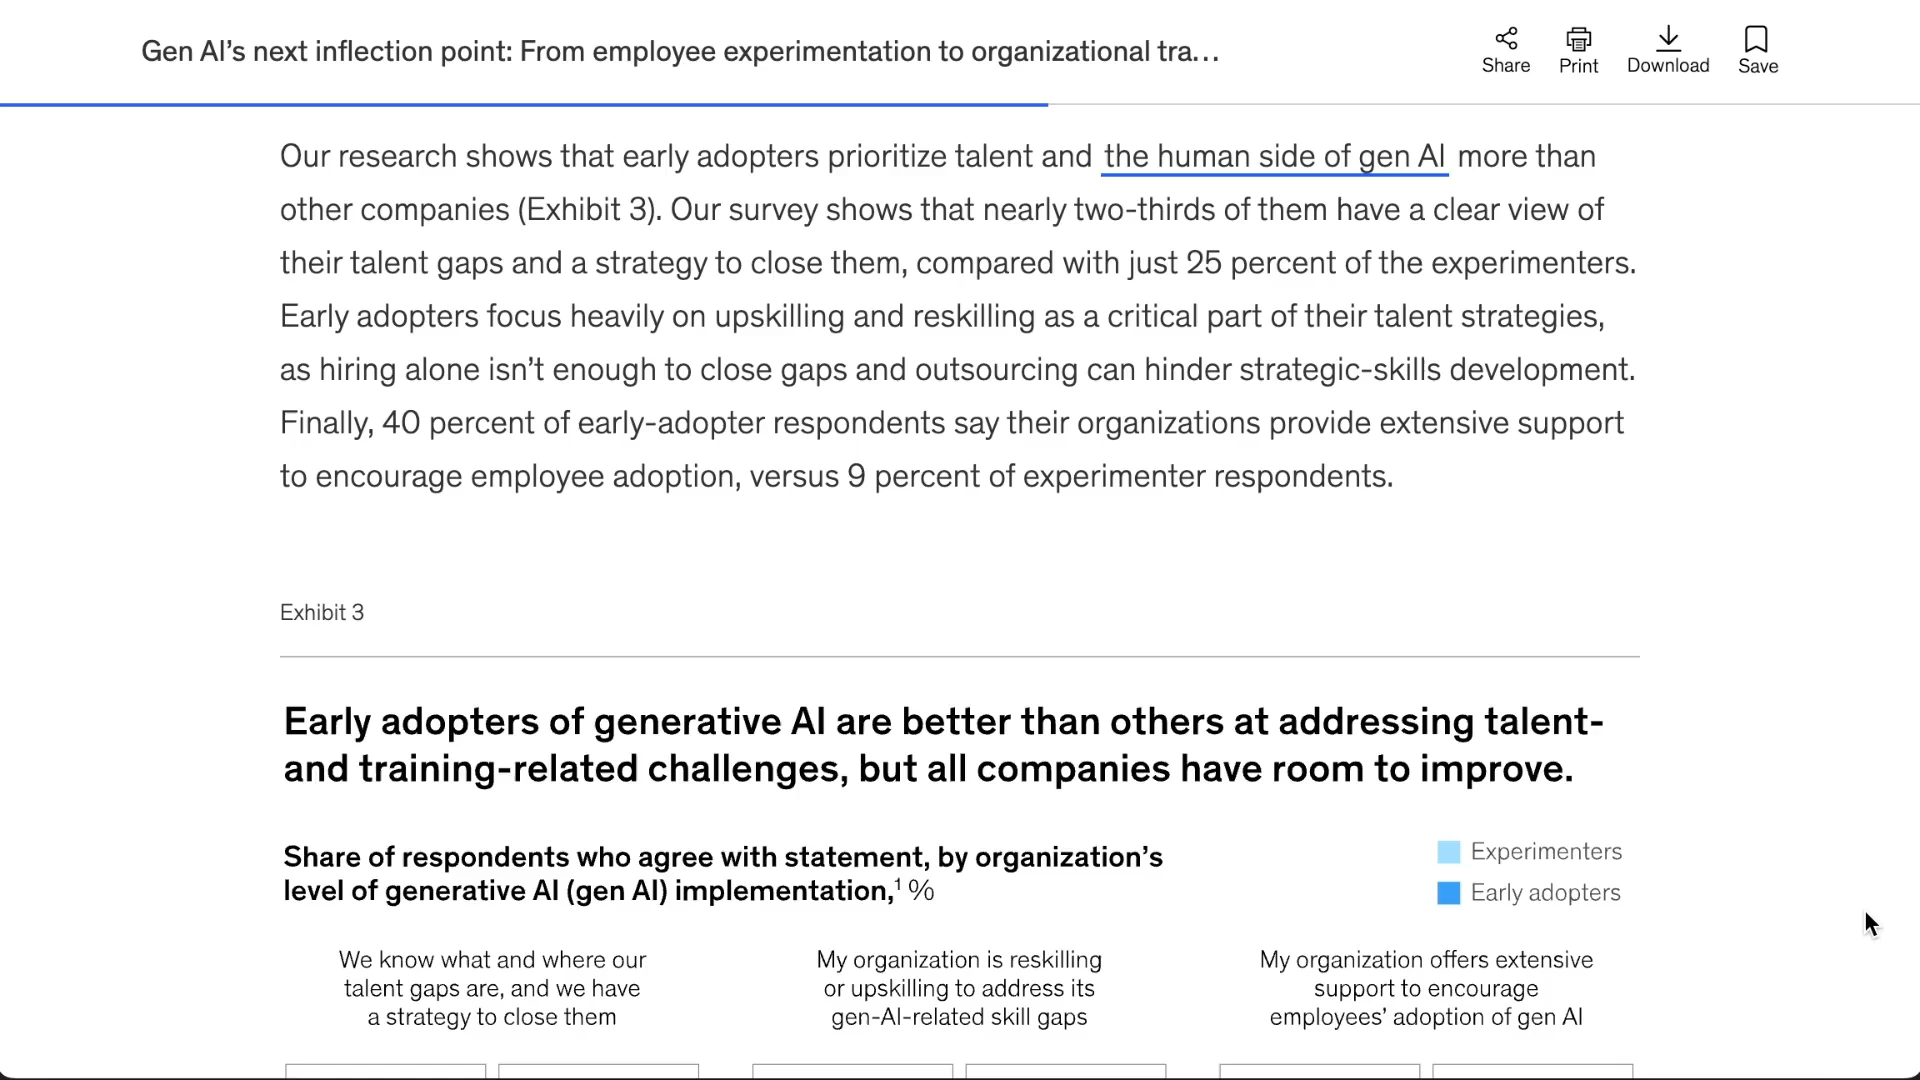 Gen AI’s next inflection point: From employee experimentation to organizational tra...
Share
Print
Download
Save
Our research shows that early adopters prioritize talent and the human side of gen AI more than
other companies (Exhibit 3). Our survey shows that nearly two-thirds of them have a clear view of
their talent gaps and a strategy to close them, compared with just 25 percent of the experimenters.
Early adopters focus heavily on upskilling and reskilling as a critical part of their talent strategies,
as hiring alone isn’t enough to close gaps and outsourcing can hinder strategic-skills development.
Finally, 40 percent of early-adopter respondents say their organizations provide extensive support
to encourage employee adoption, versus 9 percent of experimenter respondents.
Exhibit 3
Early adopters of generative AI are better than others at addressing talent-
and training-related challenges, but all companies have room to improve.
Share of respondents who agree with statement, by organization’s
level of generative AI (gen AI) implementation,¹ %
Experimenters
Early adopters
We know what and where our
talent gaps are, and we have
a strategy to close them
My organization is reskilling
or upskilling to address its
gen-AI-related skill gaps
My organization offers extensive
support to encourage
employees’ adoption of gen AI